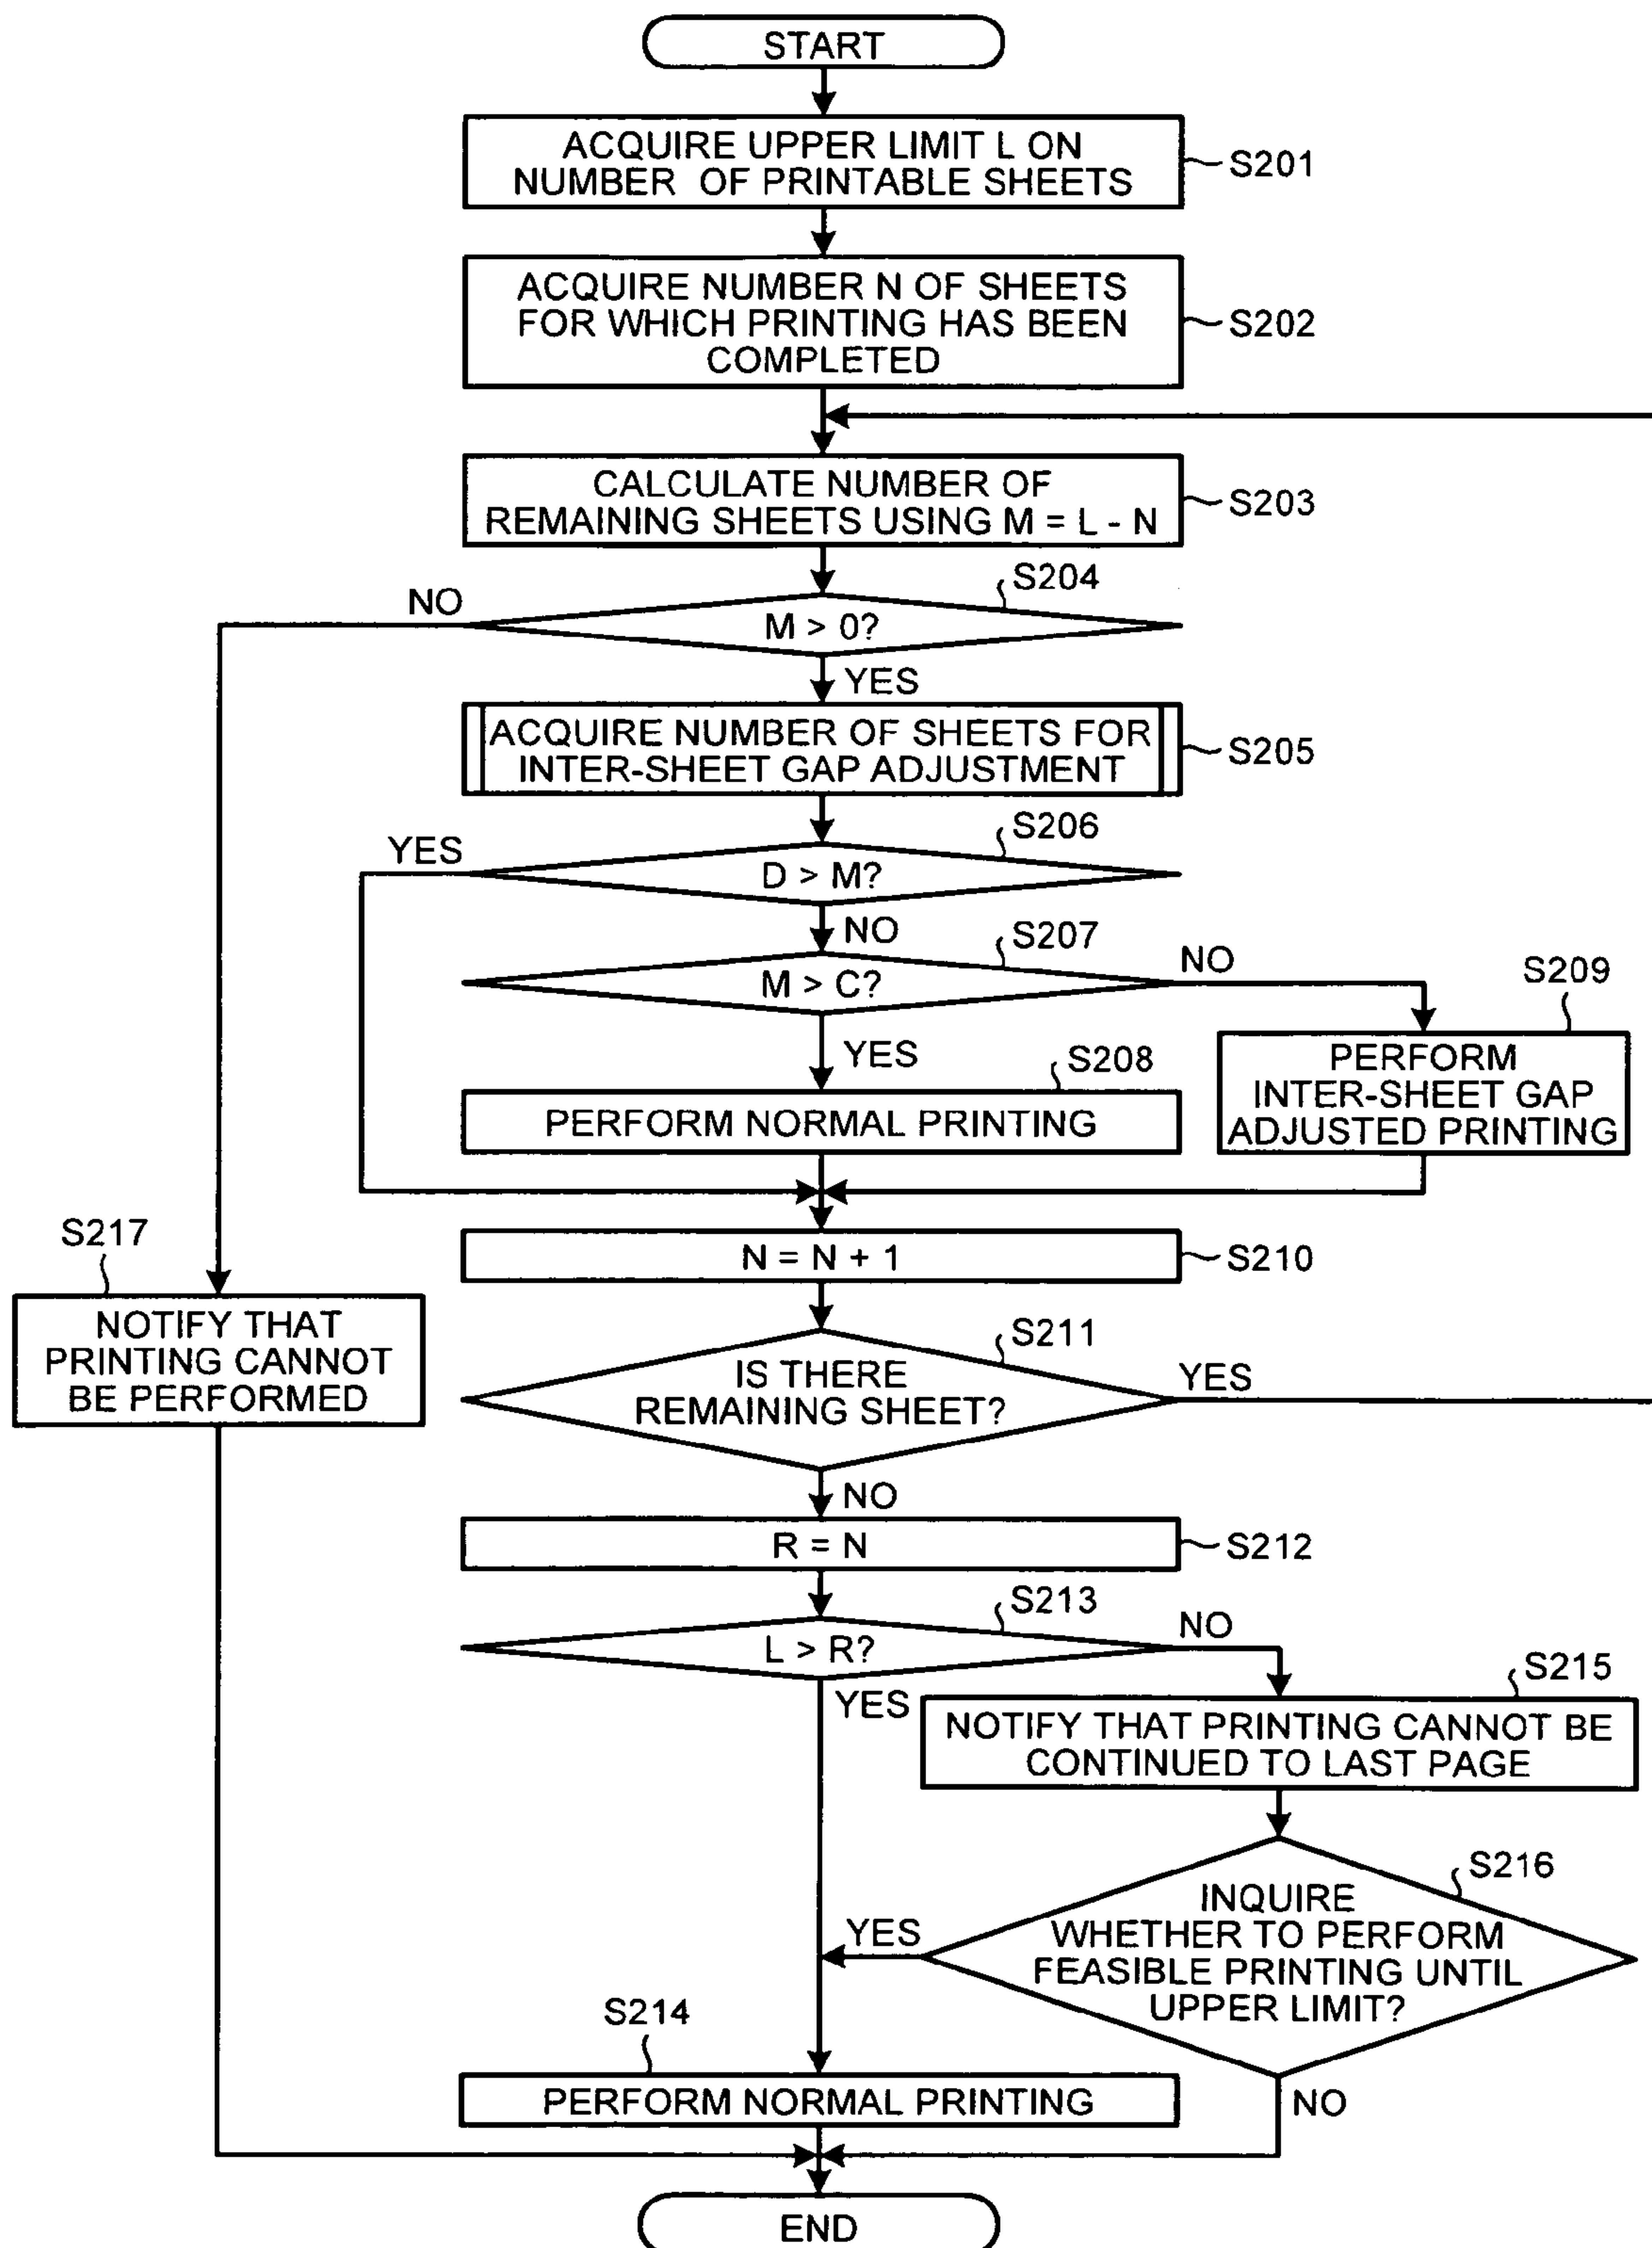 START
ACQUIRE UPPER LIMIT L ON
NUMBER OF PRINTABLE SHEETS
S201
ACQUIRE NUMBER N OF SHEETS
FOR WHICH PRINTING HAS BEEN
COMPLETED
S202
CALCULATE NUMBER OF
REMAINING SHEETS USING M = L - N
S203
S204
NO
M > 0?
YES
ACQUIRE NUMBER OF SHEETS FOR
INTER-SHEET GAP ADJUSTMENT
S205
S206
YES
D > M?
NO
S207
M > C?
NO
S209
YES
S208
PERFORM NORMAL PRINTING
PERFORM
INTER-SHEET GAP
ADJUSTED PRINTING
S217
NOTIFY THAT
PRINTING CANNOT
BE PERFORMED
N = N + 1
S210
S211
IS THERE
REMAINING SHEET?
YES
NO
R = N
S212
S213
L > R?
NO
YES
S215
NOTIFY THAT PRINTING CANNOT BE
CONTINUED TO LAST PAGE
S216
INQUIRE
WHETHER TO PERFORM
FEASIBLE PRINTING UNTIL
UPPER LIMIT?
YES
NO
S214
PERFORM NORMAL PRINTING
END